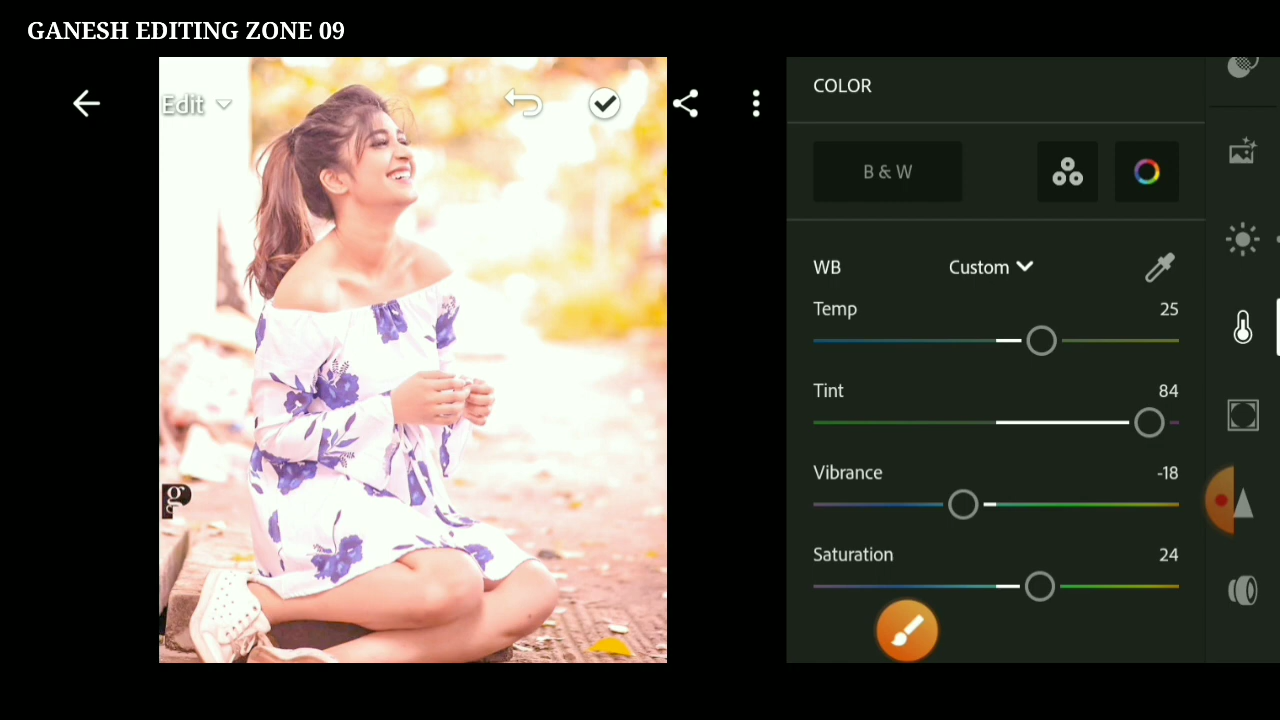 GANESH EDITING ZONE 09
Edit
COLOR
B & W
WB Custom
Temp 25
Tint 84
Vibrance -18
Saturation 24
g